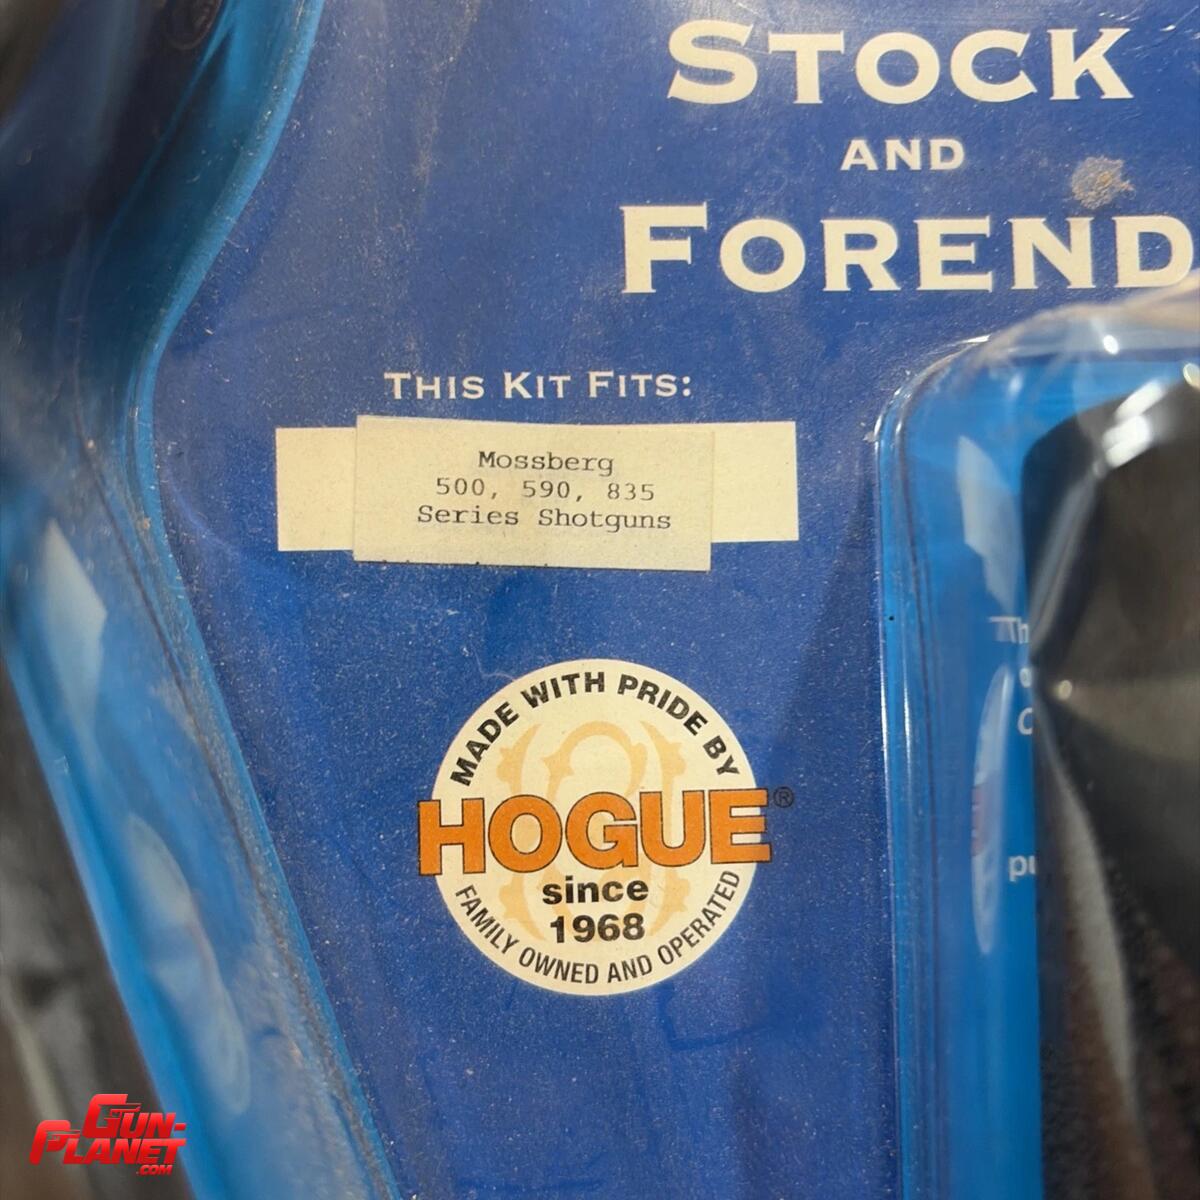 STOCK
AND
FOREND
THIS KIT FITS:
Mossberg
500, 590, 835
Series Shotguns
MADE WITH PRIDE BY
HOGUE®
since
1968
FAMILY OWNED AND OPERATED
GUN-
PLANET
.COM